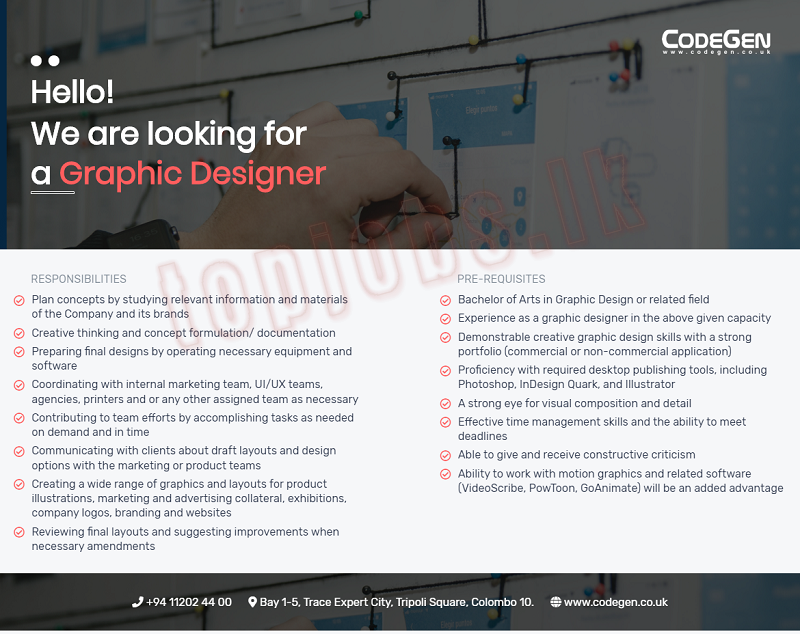 CODEGEN
www.codegen.co.uk
Hello!
We are looking for
a Graphic Designer
topjobs.lk
RESPONSIBILITIES
Plan concepts by studying relevant information and materials
of the Company and its brands
Creative thinking and concept formulation/ documentation
Preparing final designs by operating necessary equipment and
software
Coordinating with internal marketing team, UI/UX teams,
agencies, printers and or any other assigned team as necessary
Contributing to team efforts by accomplishing tasks as needed
on demand and in time
Communicating with clients about draft layouts and design
options with the marketing or product teams
Creating a wide range of graphics and layouts for product
illustrations, marketing and advertising collateral, exhibitions,
company logos, branding and websites
Reviewing final layouts and suggesting improvements when
necessary amendments
PRE-REQUISITES
Bachelor of Arts in Graphic Design or related field
Experience as a graphic designer in the above given capacity
Demonstrable creative graphic design skills with a strong
portfolio (commercial or non-commercial application)
Proficiency with required desktop publishing tools, including
Photoshop, InDesign Quark, and Illustrator
A strong eye for visual composition and detail
Effective time management skills and the ability to meet
deadlines
Able to give and receive constructive criticism
Ability to work with motion graphics and related software
(VideoScribe, PowToon, GoAnimate) will be an added advantage
+94 11202 44 00
Bay 1-5, Trace Expert City, Tripoli Square, Colombo 10.
www.codegen.co.uk